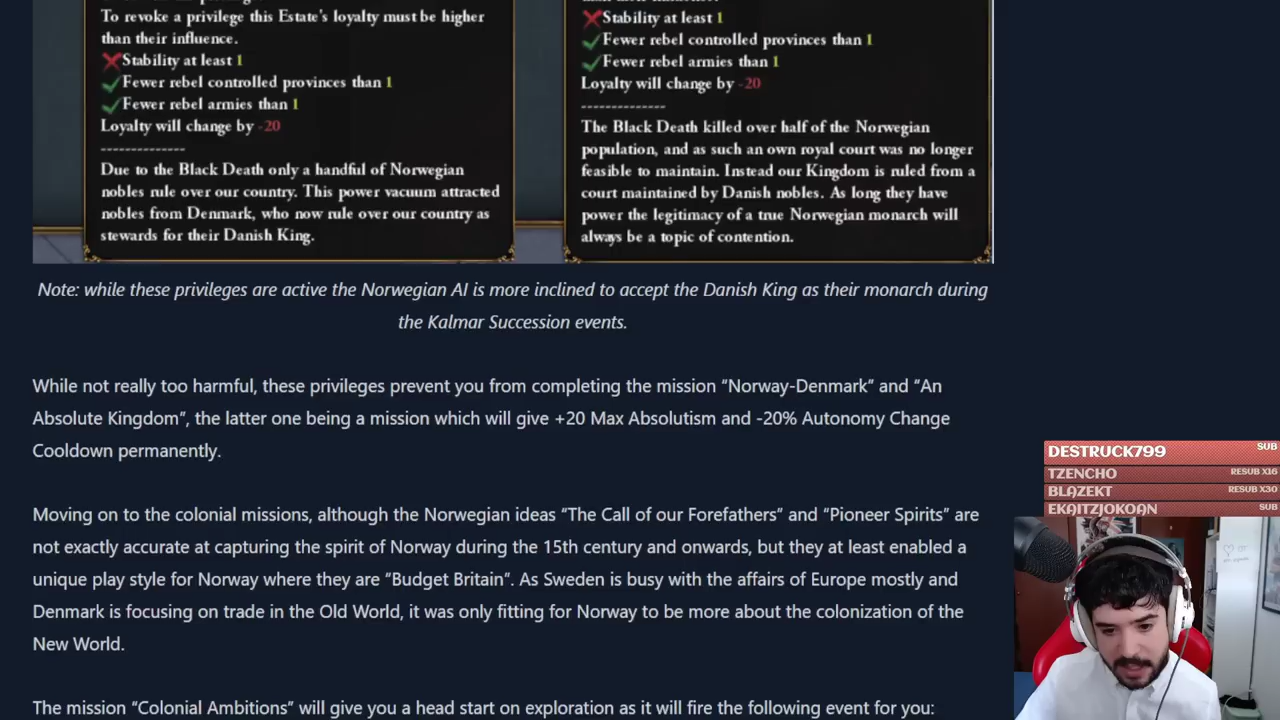 To revoke a privilege this Estate's loyalty must be higher
than their influence.
Stability at least 1
Fewer rebel controlled provinces than 1
Fewer rebel armies than 1
Loyalty will change by -20
--------------
Due to the Black Death only a handful of Norwegian
nobles rule over our country. This power vacuum attracted
nobles from Denmark, who now rule over our country as
stewards for their Danish King.
Stability at least 1
Fewer rebel controlled provinces than 1
Fewer rebel armies than 1
Loyalty will change by -20
--------------
The Black Death killed over half of the Norwegian
population, and as such an own royal court was no longer
feasible to maintain. Instead our Kingdom is ruled from a
court maintained by Danish nobles. As long they have
power the legitimacy of a true Norwegian monarch will
always be a topic of contention.
Note: while these privileges are active the Norwegian AI is more inclined to accept the Danish King as their monarch during
the Kalmar Succession events.
While not really too harmful, these privileges prevent you from completing the mission “Norway-Denmark” and “An
Absolute Kingdom”, the latter one being a mission which will give +20 Max Absolutism and -20% Autonomy Change
Cooldown permanently.
Moving on to the colonial missions, although the Norwegian ideas “The Call of our Forefathers” and “Pioneer Spirits” are
not exactly accurate at capturing the spirit of Norway during the 15th century and onwards, but they at least enabled a
unique play style for Norway where they are “Budget Britain”. As Sweden is busy with the affairs of Europe mostly and
Denmark is focusing on trade in the Old World, it was only fitting for Norway to be more about the colonization of the
New World.
The mission “Colonial Ambitions” will give you a head start on exploration as it will fire the following event for you:
DESTRUCK799 SUB
TZENCHO RESUB X16
BLAZEKT RESUB X30
EKAITZJOKOAN SUB